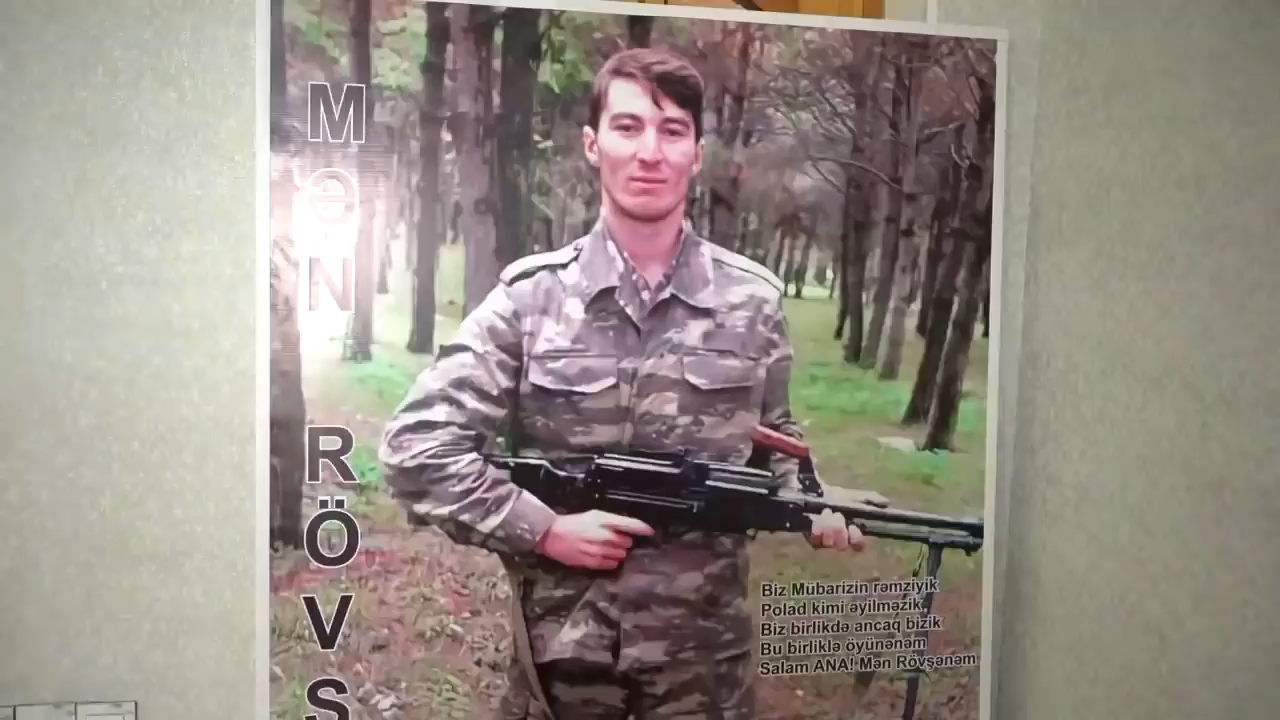 MƏN RÖVŞ
Biz Mübarizin rəmziyik
Polad kimi əyilməzik,
Biz birlikdə ancaq bizik
Bu birliklə öyünənəm
Salam ANA! Mən Rövşənəm